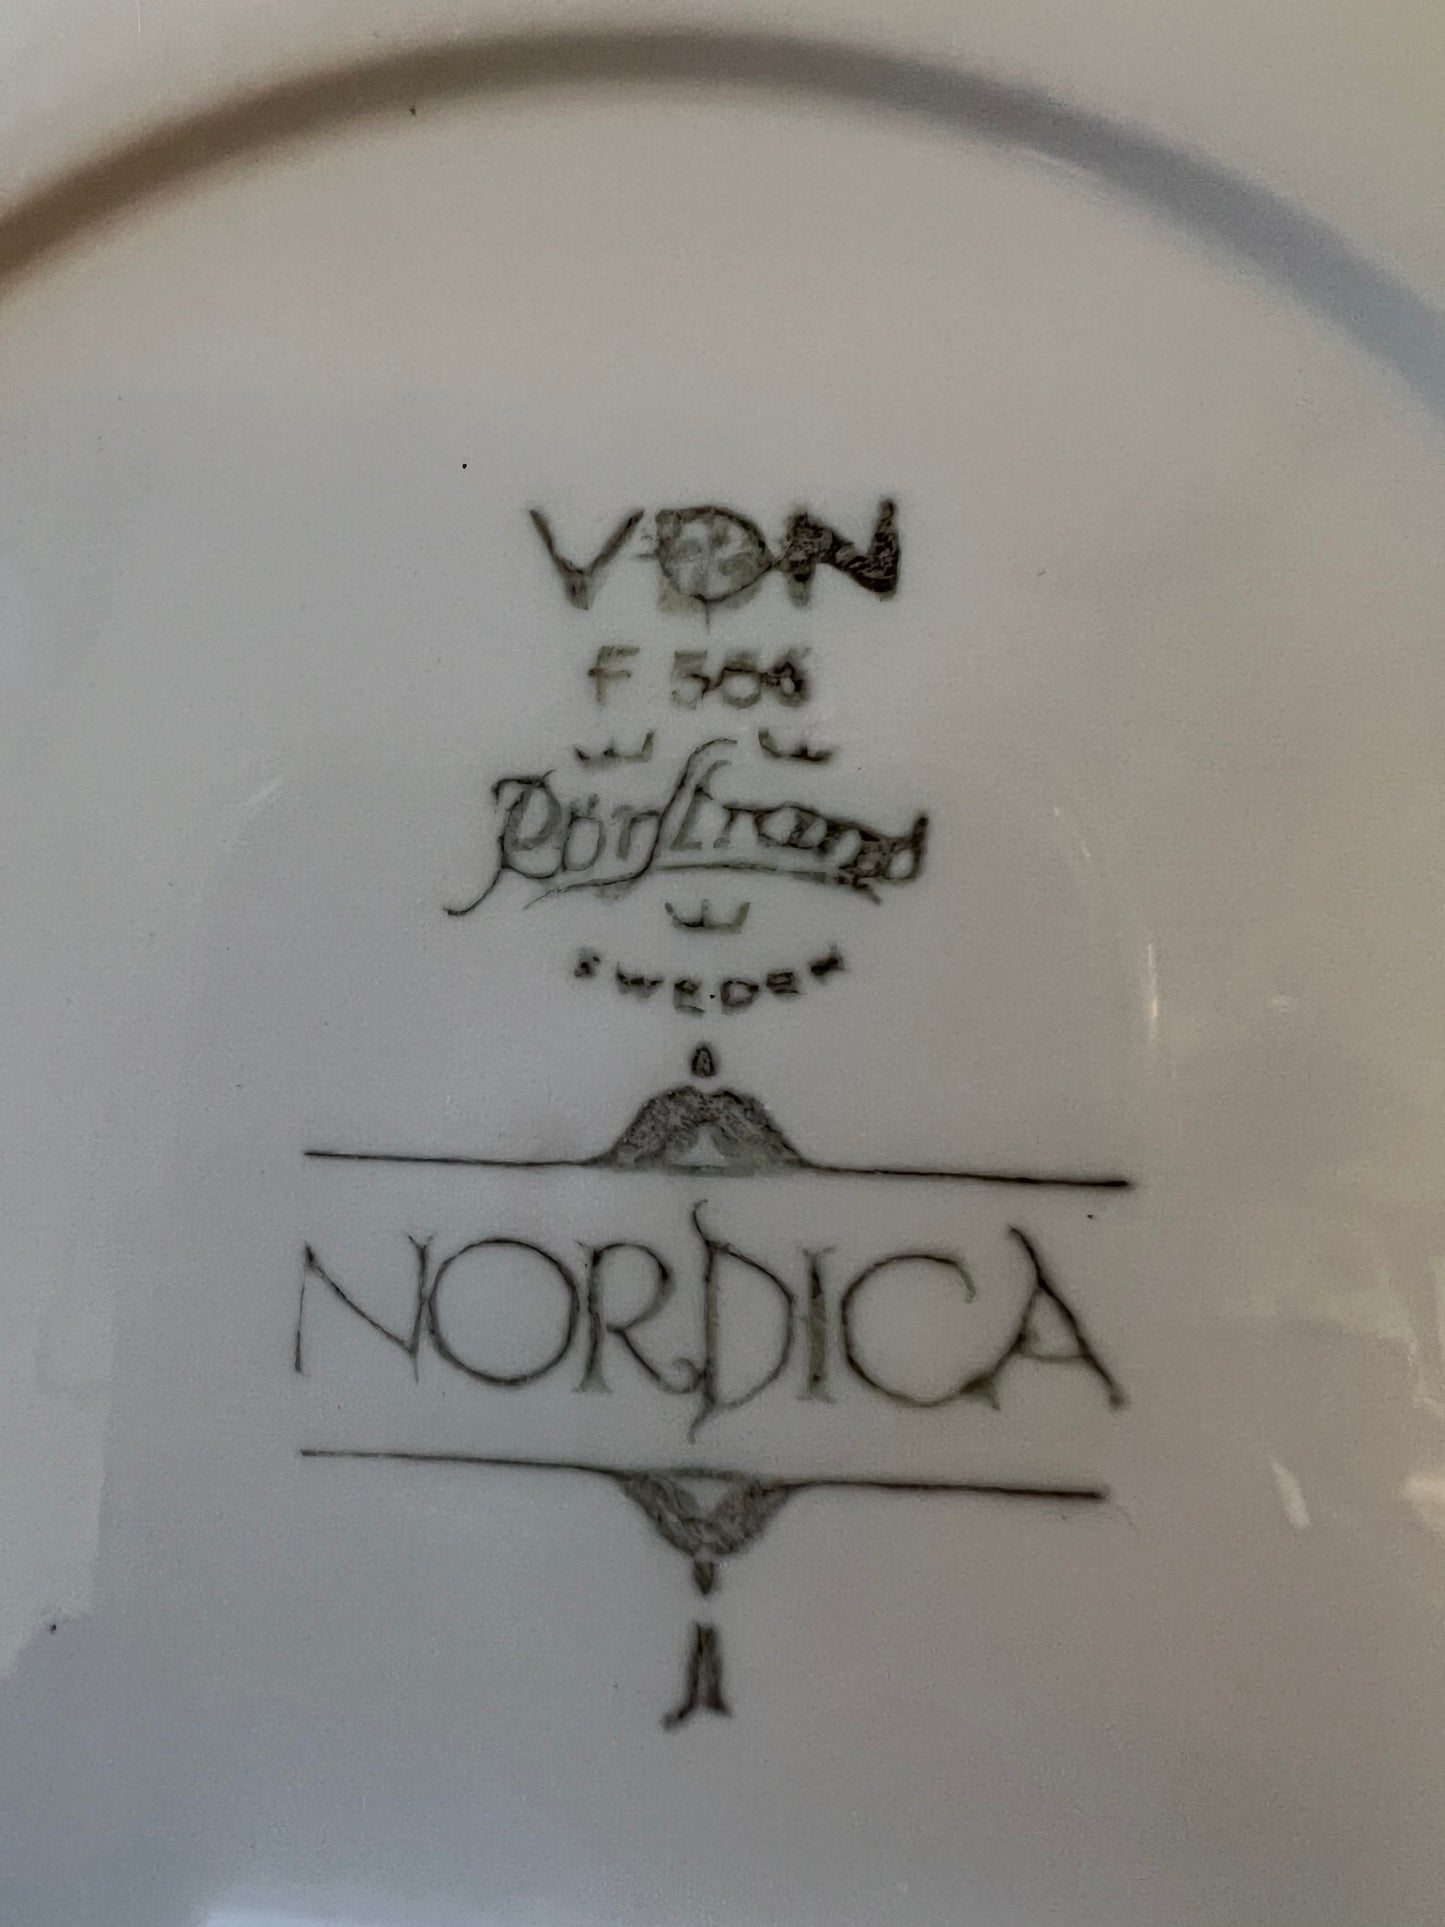 VDN
F 506
Rörstrand
SWEDEN
NORDICA